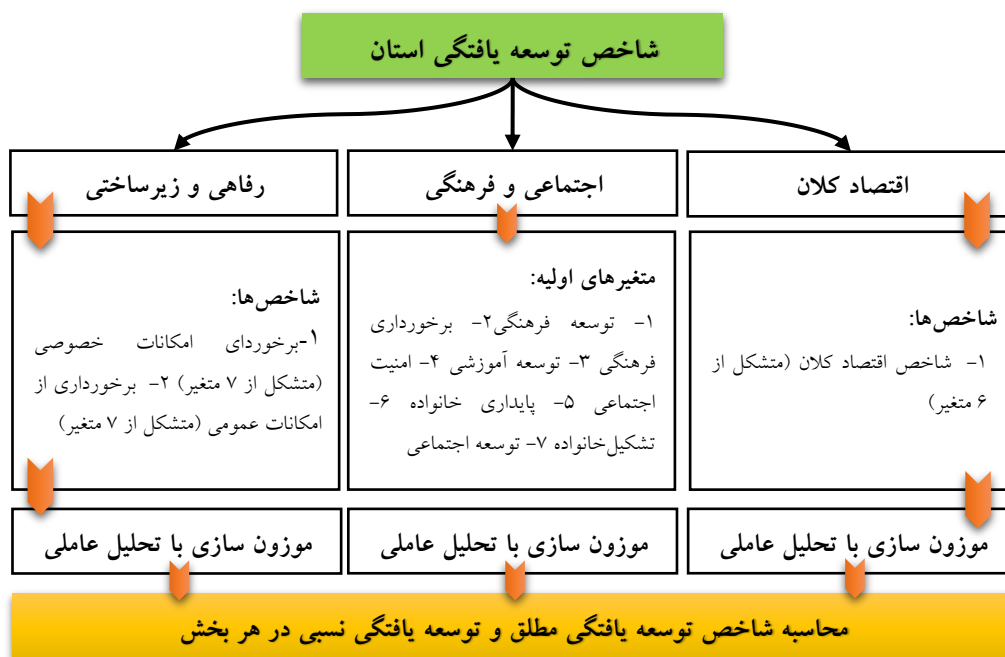 شاخص توسعه یافتگی استان
اقتصاد کلان
اجتماعی و فرهنگی
رفاهی و زیرساختی
شاخص‌ها:
۱- شاخص اقتصاد کلان (متشکل از
۶ متغیر)
متغیرهای اولیه:
۱- توسعه فرهنگی۲- برخورداری
فرهنگی ۳- توسعه آموزشی ۴- امنیت
اجتماعی ۵- پایداری خانواده ۶-
تشکیل‌خانواده ۷- توسعه اجتماعی
شاخص‌ها:
۱-برخوردای امکانات خصوصی
(متشکل از ۷ متغیر) ۲- برخورداری از
امکانات عمومی (متشکل از ۷ متغیر)
موزون سازی با تحلیل عاملی
موزون سازی با تحلیل عاملی
موزون سازی با تحلیل عاملی
محاسبه شاخص توسعه یافتگی مطلق و توسعه یافتگی نسبی در هر بخش